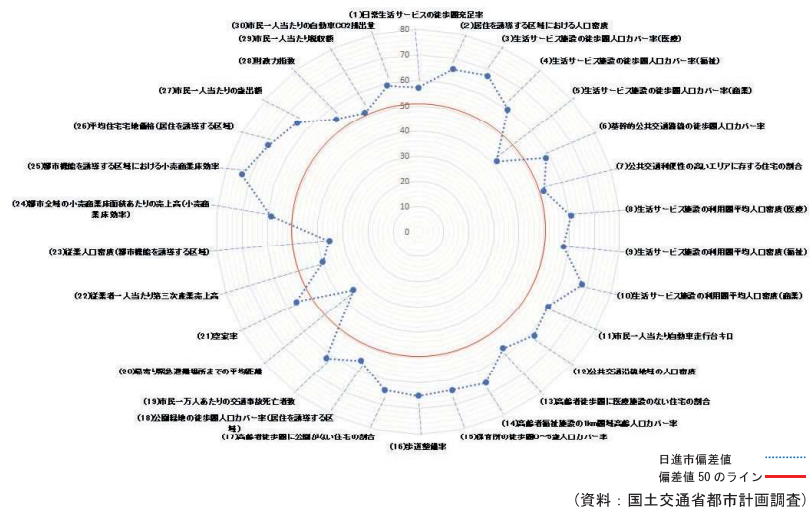 (1)日常生活サービスの徒歩圏充足率
(2)居住を誘導する区域における人口密度
(3)生活サービス施設の徒歩圏人口カバー率(医療)
(4)生活サービス施設の徒歩圏人口カバー率(福祉)
(5)生活サービス施設の徒歩圏人口カバー率(商業)
(6)基幹的公共交通路線の徒歩圏人口カバー率
(7)公共交通利便性の高いエリアに存する住宅の割合
(8)生活サービス施設の利用圏平均人口密度(医療)
(9)生活サービス施設の利用圏平均人口密度(福祉)
(10)生活サービス施設の利用圏平均人口密度(商業)
(11)市民一人当たり自動車走行台キロ
(12)公共交通沿線地域の人口密度
(13)高齢者徒歩圏に医療施設のない住宅の割合
(14)高齢者福祉施設の1km圏域高齢人口カバー率
(15)保育所の徒歩圏0~5歳人口カバー率
(16)歩道整備率
(17)高齢者徒歩圏に公園がない住宅の割合
(18)公園緑地の徒歩圏人口カバー率(居住を誘導する区
域)
(19)市民一万人あたりの交通事故死亡者数
(20)最寄り緊急避難場所までの平均距離
(21)空家率
(22)従業者一人当たり第三次産業売上高
(23)従業人口密度(都市機能を誘導する区域)
(24)都市全域の小売商業床面積あたりの売上高(小売商
業床効率)
(25)都市機能を誘導する区域における小売商業床効率
(26)平均住宅宅地価格(居住を誘導する区域)
(27)市民一人当たりの歳出額
(28)財政力指数
(29)市民一人当たり税収額
(30)市民一人当たりの自動車CO2排出量
80
70
60
50
40
30
20
10
0
日進市偏差値
偏差値50のライン
(資料:国土交通省都市計画調査)